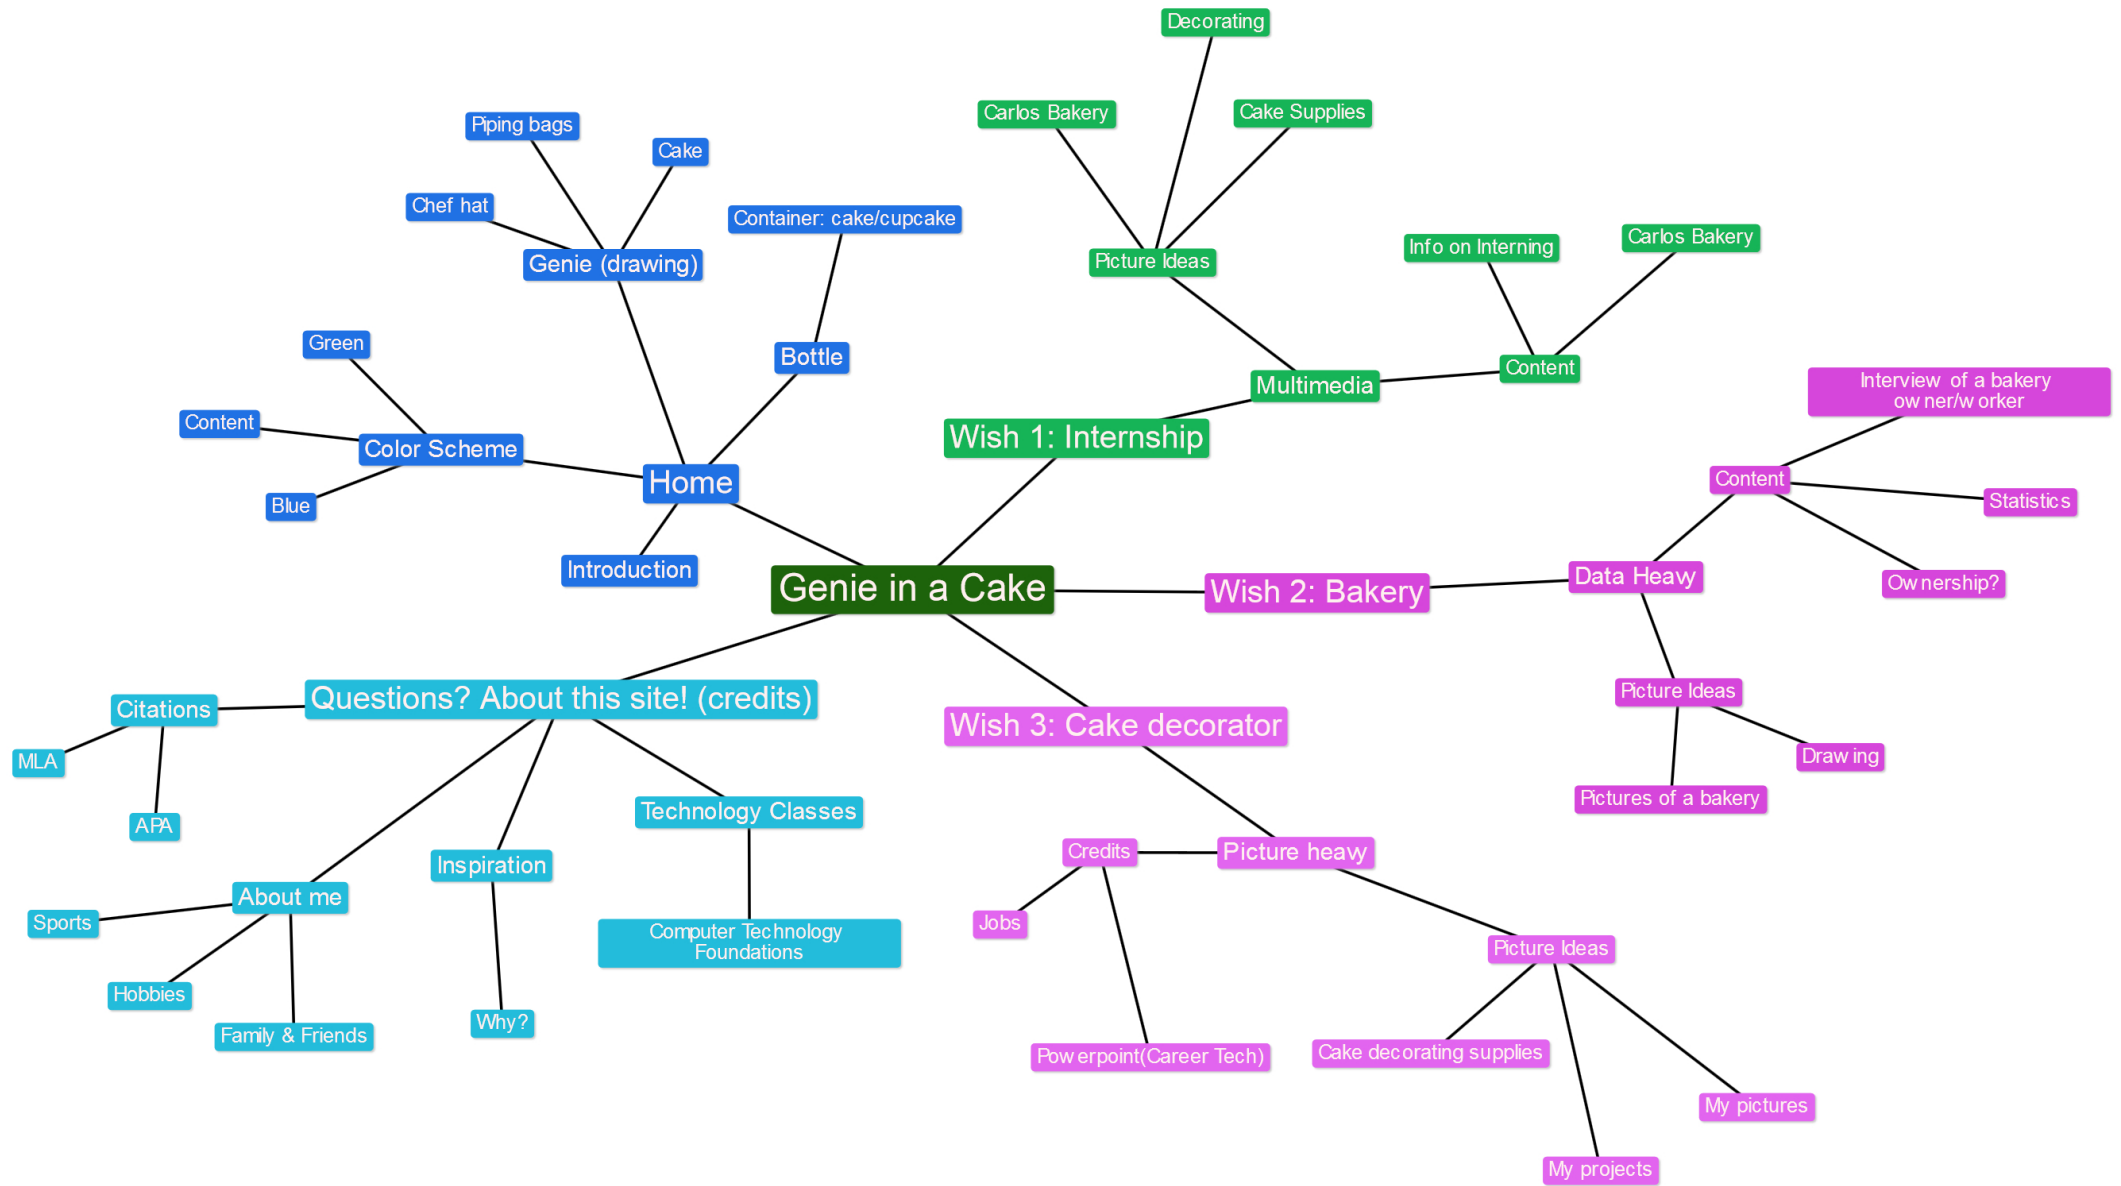 Decorating
Carlos Bakery
Cake Supplies
Piping bags
Cake
Chef hat
Container: cake/cupcake
Genie (drawing)
Picture Ideas
Info on Interning
Carlos Bakery
Green
Bottle
Content
Multimedia
Content
Color Scheme
Wish 1: Internship
Interview of a bakery
owner/worker
Blue
Home
Content
Statistics
Introduction
Genie in a Cake
Wish 2: Bakery
Data Heavy
Ownership?
Citations
Questions? About this site! (credits)
Wish 3: Cake decorator
Picture Ideas
MLA
Drawing
APA
Technology Classes
Pictures of a bakery
Inspiration
Credits
Picture heavy
About me
Sports
Computer Technology
Foundations
Jobs
Picture Ideas
Hobbies
Family & Friends
Why?
Powerpoint(Career Tech)
Cake decorating supplies
My pictures
My projects